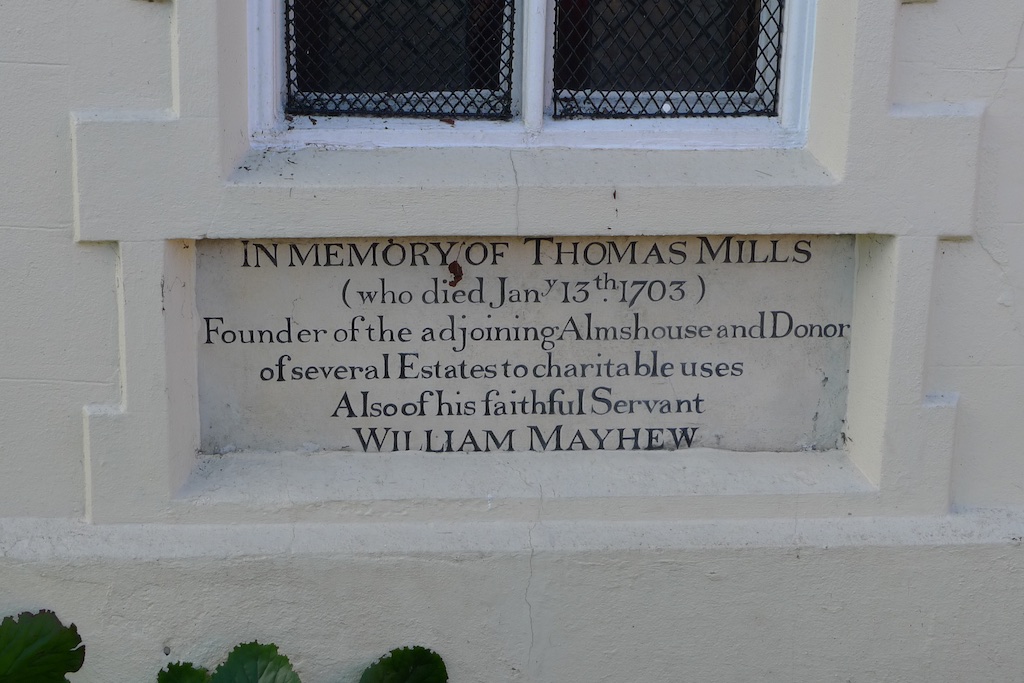 IN MEMORY OF THOMAS MILLS
(who died Janʸ 13ᵗʰ 1703)
Founder of the adjoining Almshouse and Donor
of several Estates to charitable uses
Also of his faithful Servant
WILLIAM MAYHEW